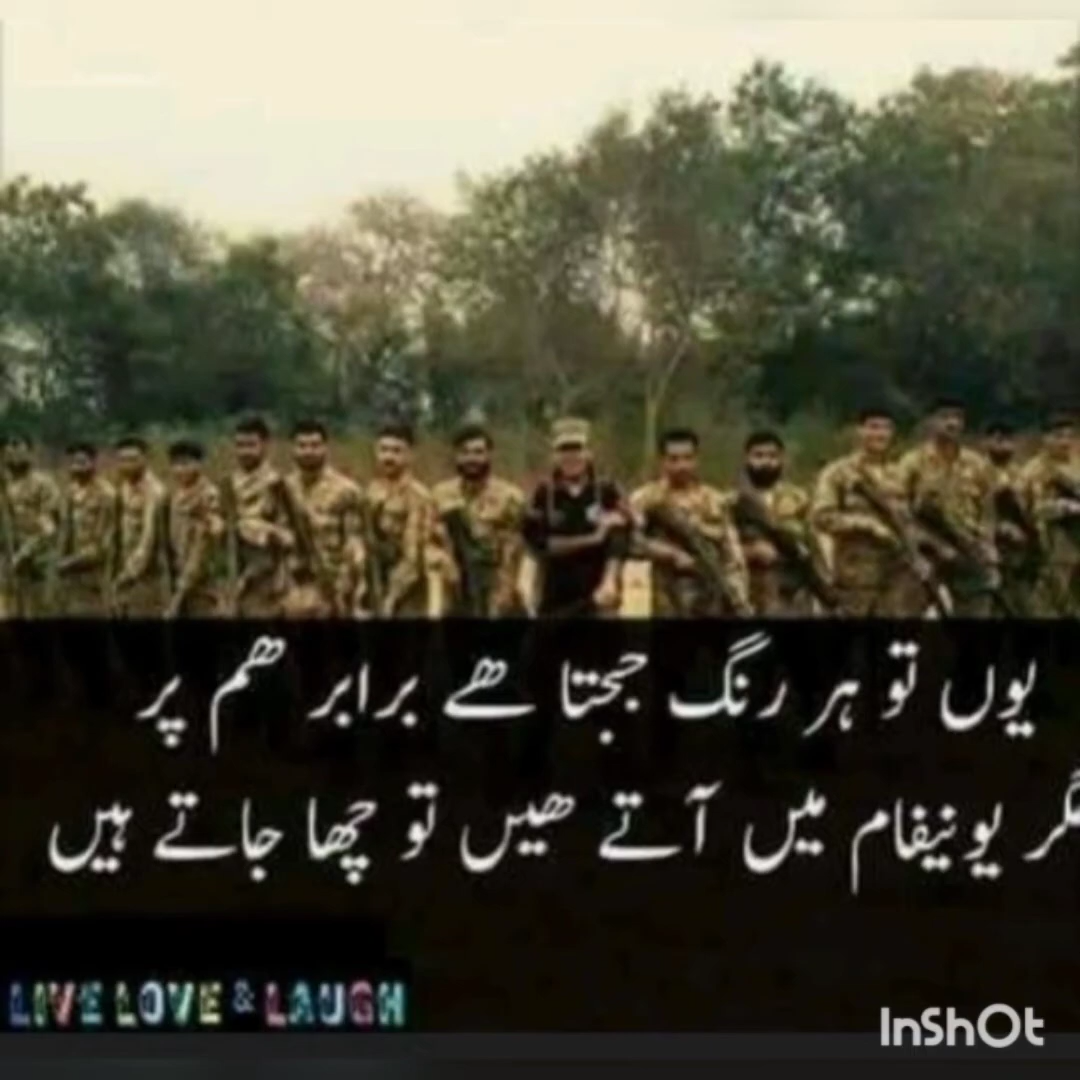 یوں تو ہر رنگ جچتا ھے برابر ھم پر
مگر یونیفام میں آتے ھیں تو چھا جاتے ہیں
LIVE LOVE & LAUGH
InShOt